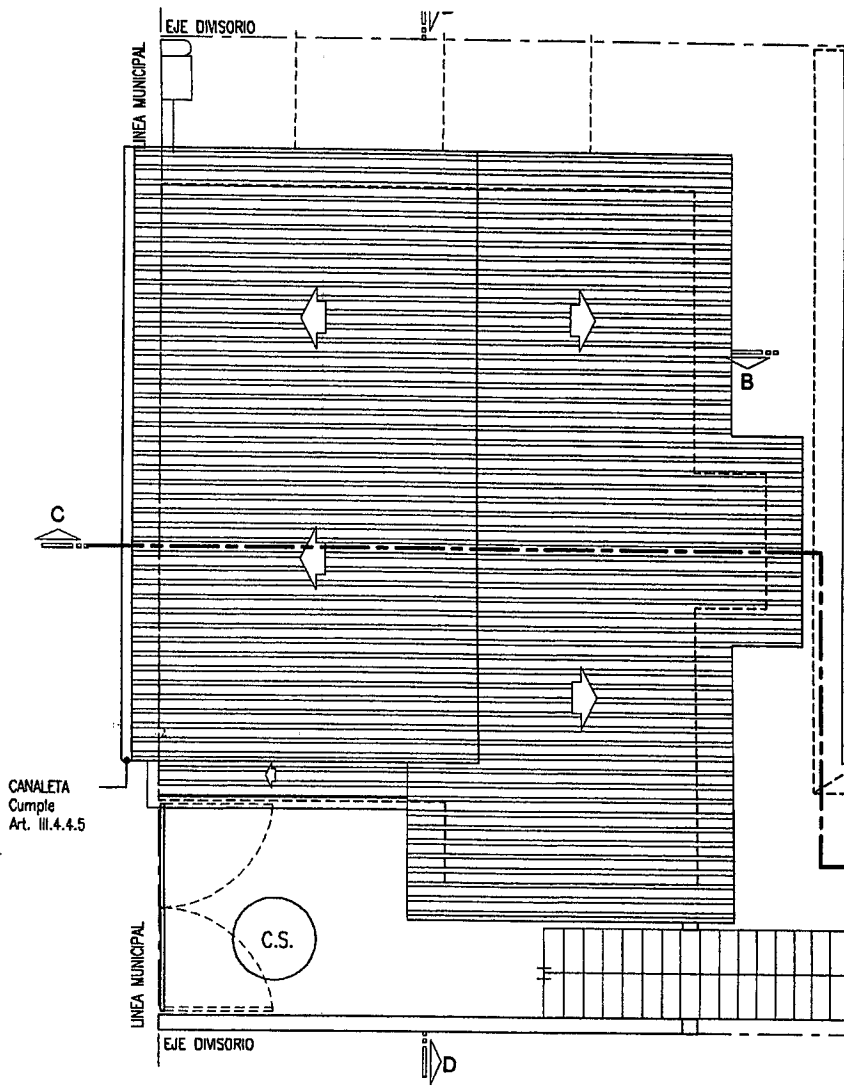 EJE DIVISORIO
LINEA MUNICIPAL
B
C
CANALETA
Cumple
Art. III.4.4.5
C.S.
LINEA MUNICIPAL
EJE DIVISORIO
D